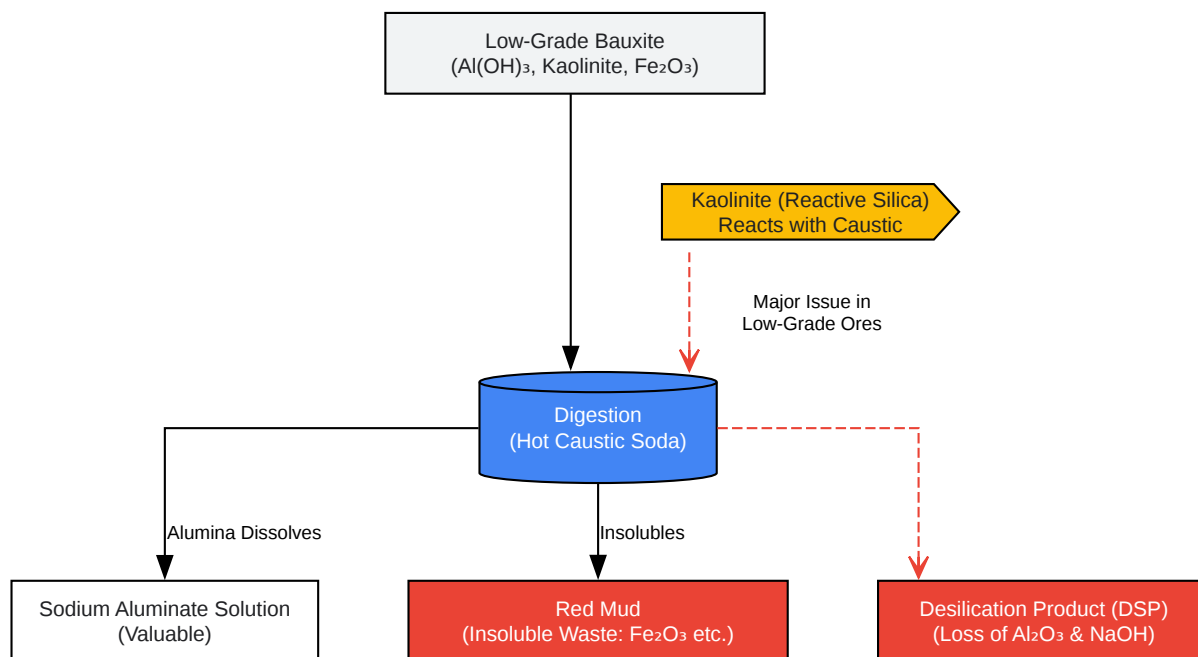 Low-Grade Bauxite
(Al(OH)₃, Kaolinite, Fe₂O₃)
Kaolinite (Reactive Silica)
Reacts with Caustic
Major Issue in
Low-Grade Ores
Digestion
(Hot Caustic Soda)
Alumina Dissolves
Insolubles
Sodium Aluminate Solution
(Valuable)
Red Mud
(Insoluble Waste: Fe₂O₃ etc.)
Desilication Product (DSP)
(Loss of Al₂O₃ & NaOH)